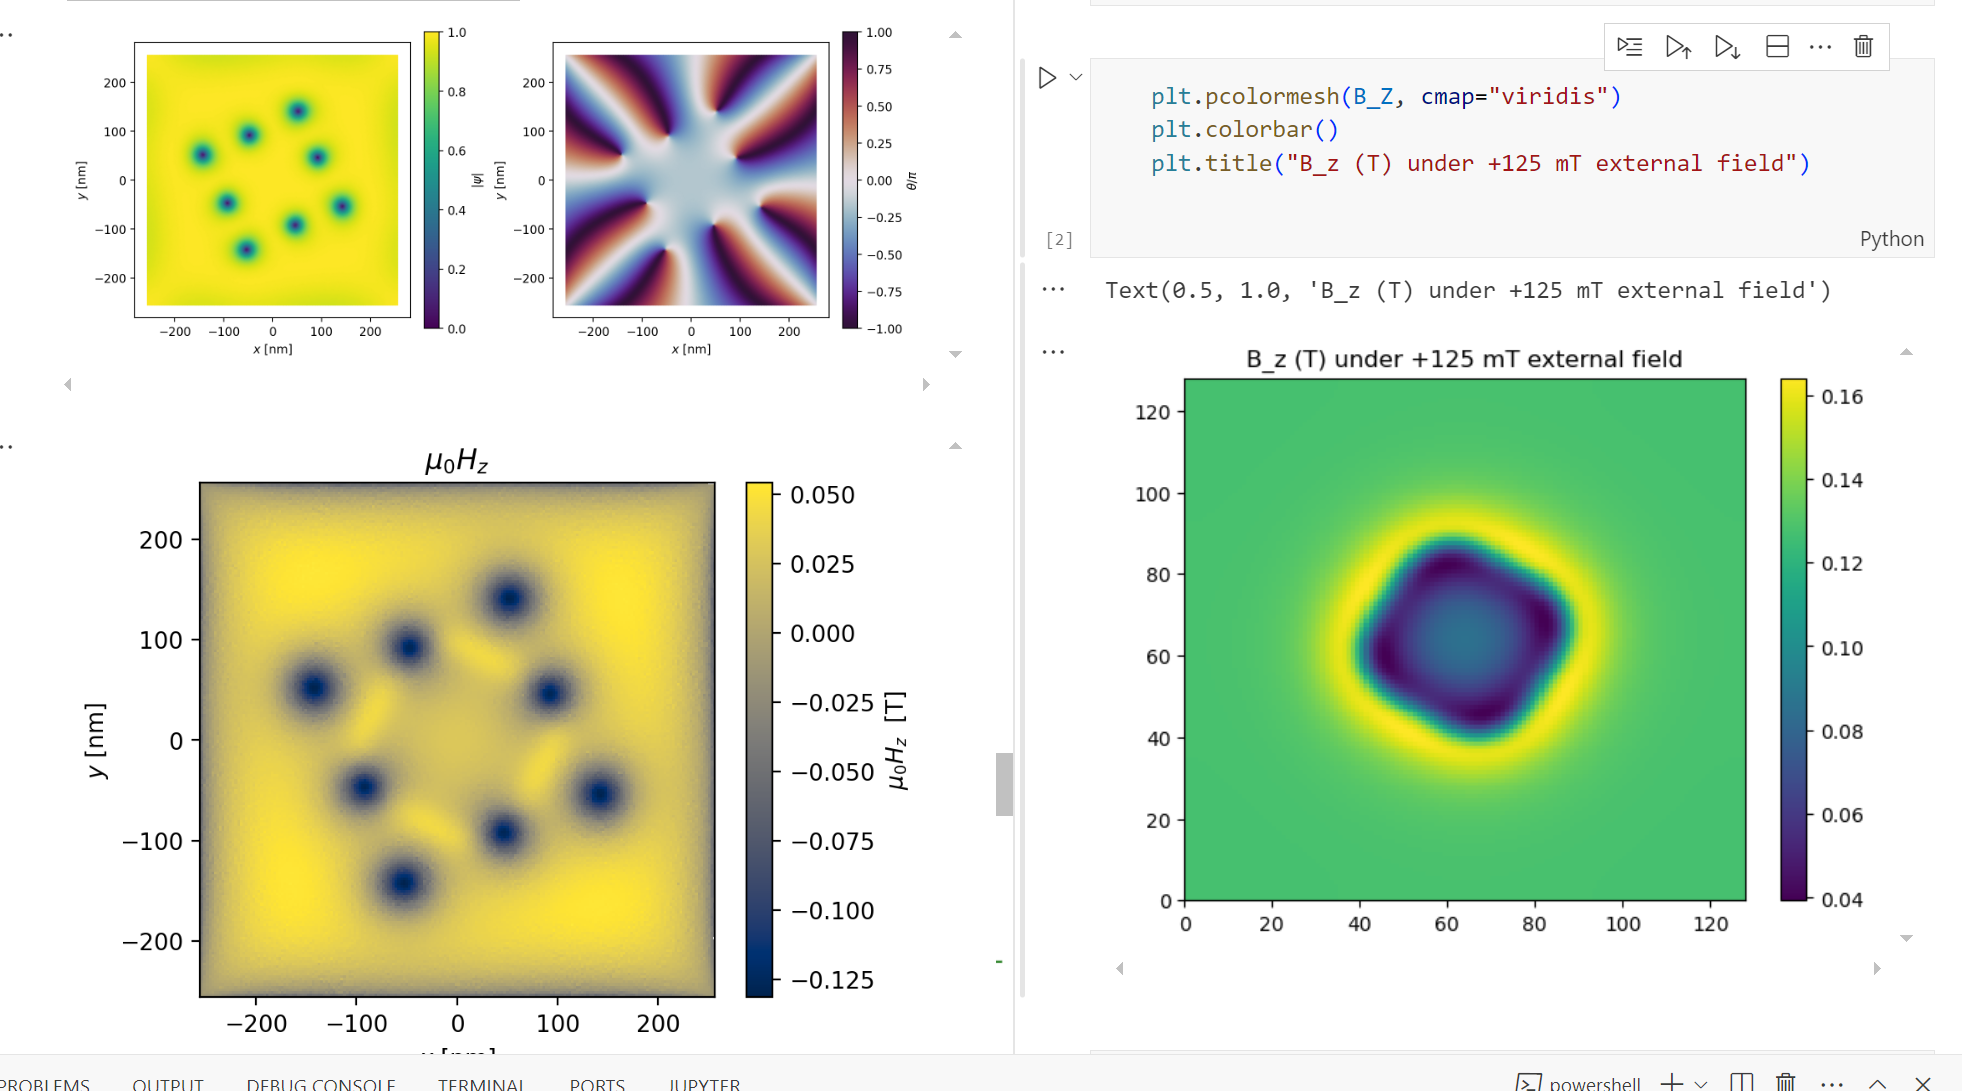 1.0
0.8
0.6
0.4
0.2
0.0
|ψ|
200
100
0
−100
−200
y [nm]
−200 −100 0 100 200
x [nm]
1.00
0.75
0.50
0.25
0.00
−0.25
−0.50
−0.75
−1.00
θ/π
200
100
0
−100
−200
y [nm]
−200 −100 0 100 200
x [nm]
μ₀H_z
200
100
0
−100
−200
y [nm]
−200 −100 0 100 200
0.050
0.025
0.000
−0.025
−0.050
−0.075
−0.100
−0.125
μ₀H_z [T]
plt.pcolormesh(B_Z, cmap="viridis")
plt.colorbar()
plt.title("B_z (T) under +125 mT external field")
[2]
Python
Text(0.5, 1.0, 'B_z (T) under +125 mT external field')
B_z (T) under +125 mT external field
120
100
80
60
40
20
0
0 20 40 60 80 100 120
0.16
0.14
0.12
0.10
0.08
0.06
0.04
PROBLEMS OUTPUT DEBUG CONSOLE TERMINAL PORTS JUPYTER
powershell